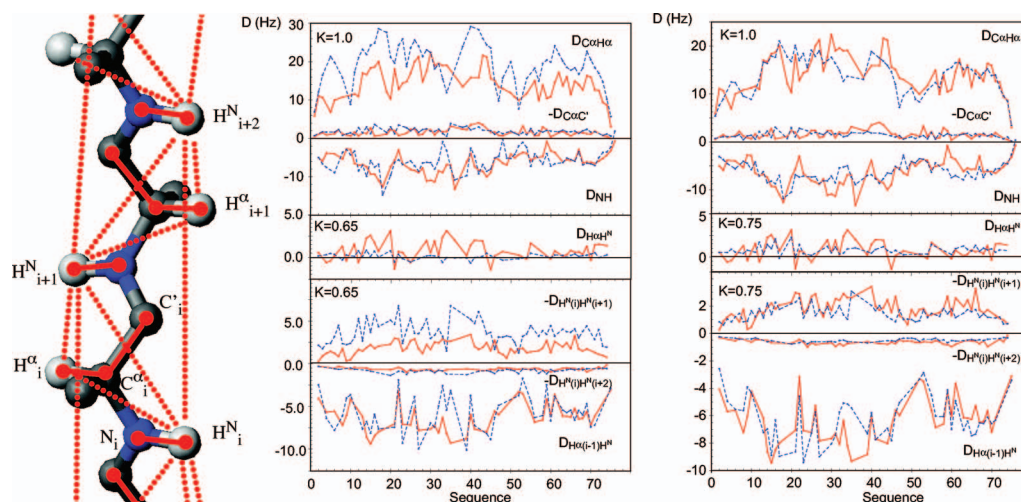 H^N_i+2
H^α_i+1
H^N_i+1
C'_i
H^α_i
C^α_i
N_i
H^N_i
D (Hz)
30
K=1.0
D_CαHα
20
10
-D_CαC'
0
-10
D_NH
5.0
K=0.65
D_HαH^N
0.0
K=0.65
-D_H^N(i)H^N(i+1)
5.0
0.0
-D_H^N(i)H^N(i+2)
-5.0
-10.0
D_Hα(i-1)H^N
0 10 20 30 40 50 60 70
Sequence
D (Hz)
K=1.0
D_CαHα
20
10
-D_CαC'
0
-10
D_NH
5
K=0.75
D_HαH^N
0
K=0.75
-D_H^N(i)H^N(i+1)
2
0
-D_H^N(i)H^N(i+2)
-2
-4
-6
-8
D_Hα(i-1)H^N
-10
0 10 20 30 40 50 60 70
Sequence